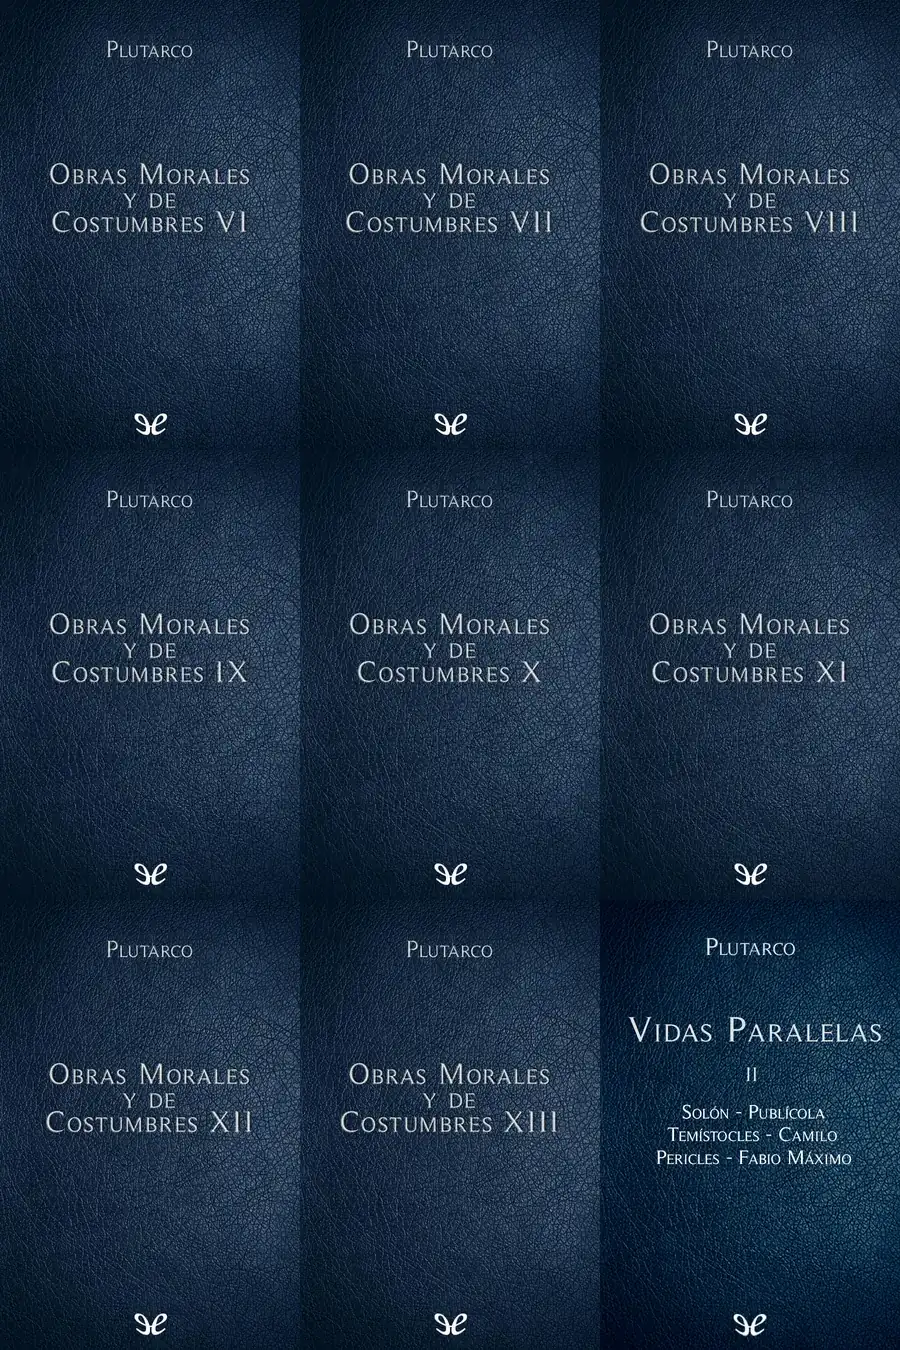 Plutarco
Obras Morales
y de
Costumbres VI
Plutarco
Obras Morales
y de
Costumbres VII
Plutarco
Obras Morales
y de
Costumbres VIII
Plutarco
Obras Morales
y de
Costumbres IX
Plutarco
Obras Morales
y de
Costumbres X
Plutarco
Obras Morales
y de
Costumbres XI
Plutarco
Obras Morales
y de
Costumbres XII
Plutarco
Obras Morales
y de
Costumbres XIII
Plutarco
Vidas Paralelas
II
Solón - Publícola
Temístocles - Camilo
Pericles - Fabio Máximo